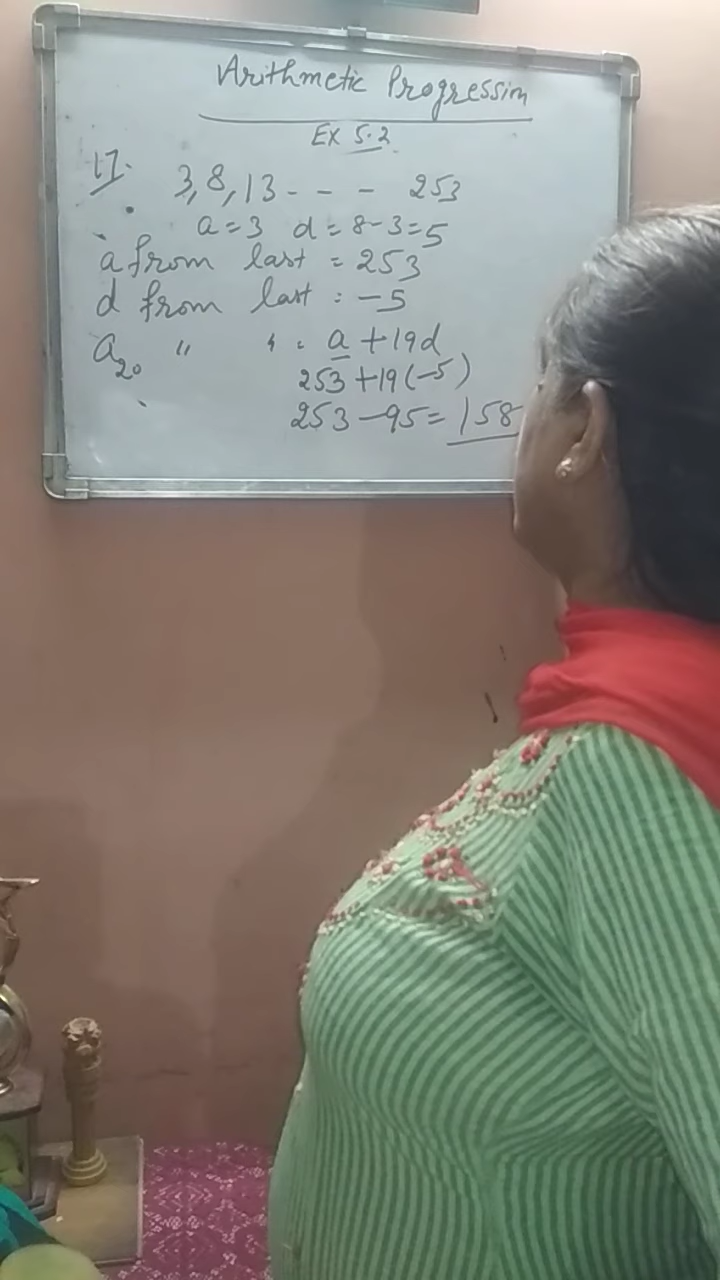 Arithmetic Progression
EX 5.2
17. 3, 8, 13 - - - 253
a = 3 d = 8-3 = 5
a from last = 253
d from last = -5
a₂₀ " " = a + 19d
253 + 19(-5)
253 - 95 = 158